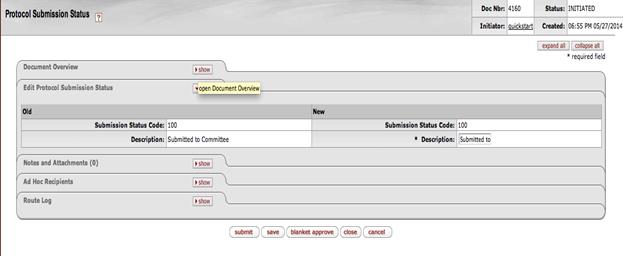 Protocol Submission Status ?
Doc Nbr: 4160 Status: INITIATED
Initiator: quickstart Created: 06:55 PM 05/27/2014
expand all collapse all
* required field
Document Overview show
Edit Protocol Submission Status open Document Overview
Old New
Submission Status Code: 100 Submission Status Code: 100
Description: Submitted to Committee * Description: Submitted to
Notes and Attachments (0) show
Ad Hoc Recipients show
Route Log show
submit save blanket approve close cancel